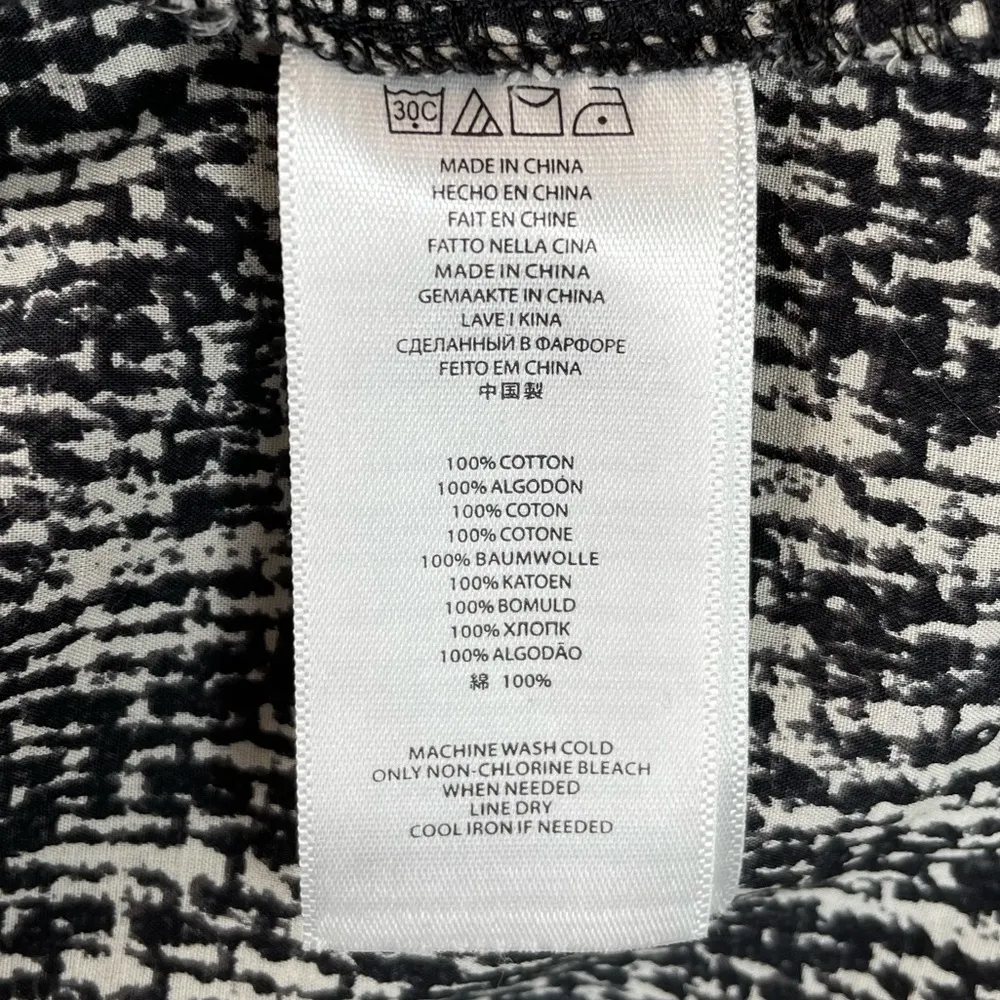 30C
MADE IN CHINA
HECHO EN CHINA
FAIT EN CHINE
FATTO NELLA CINA
MADE IN CHINA
GEMAAKTE IN CHINA
LAVE I KINA
СДЕЛАННЫЙ В ФАРФОРЕ
FEITO EM CHINA
中国製
100% COTTON
100% ALGODÓN
100% COTON
100% COTONE
100% BAUMWOLLE
100% KATOEN
100% BOMULD
100% ХЛОПК
100% ALGODÃO
綿 100%
MACHINE WASH COLD
ONLY NON-CHLORINE BLEACH
WHEN NEEDED
LINE DRY
COOL IRON IF NEEDED